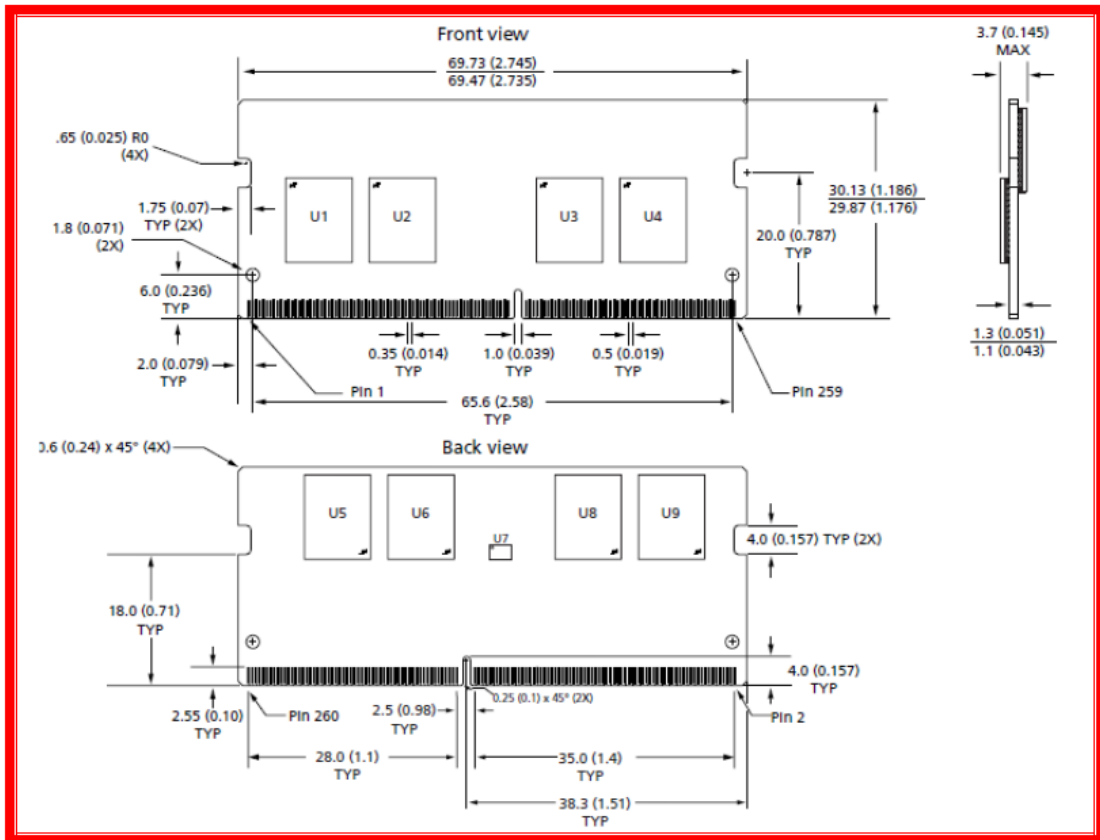 Front view
69.73 (2.745)
69.47 (2.735)
3.7 (0.145)
MAX
.65 (0.025) R0
(4X)
U1
U2
U3
U4
1.75 (0.07)
TYP (2X)
1.8 (0.071)
(2X)
30.13 (1.186)
29.87 (1.176)
20.0 (0.787)
TYP
6.0 (0.236)
TYP
2.0 (0.079)
TYP
0.35 (0.014)
TYP
1.0 (0.039)
TYP
0.5 (0.019)
TYP
1.3 (0.051)
1.1 (0.043)
Pin 1
65.6 (2.58)
TYP
Pin 259
0.6 (0.24) x 45° (4X)
Back view
U5
U6
U7
U8
U9
4.0 (0.157) TYP (2X)
18.0 (0.71)
TYP
4.0 (0.157)
TYP
2.55 (0.10)
TYP
Pin 260
2.5 (0.98)
TYP
0.25 (0.1) x 45° (2X)
Pin 2
28.0 (1.1)
TYP
35.0 (1.4)
TYP
38.3 (1.51)
TYP